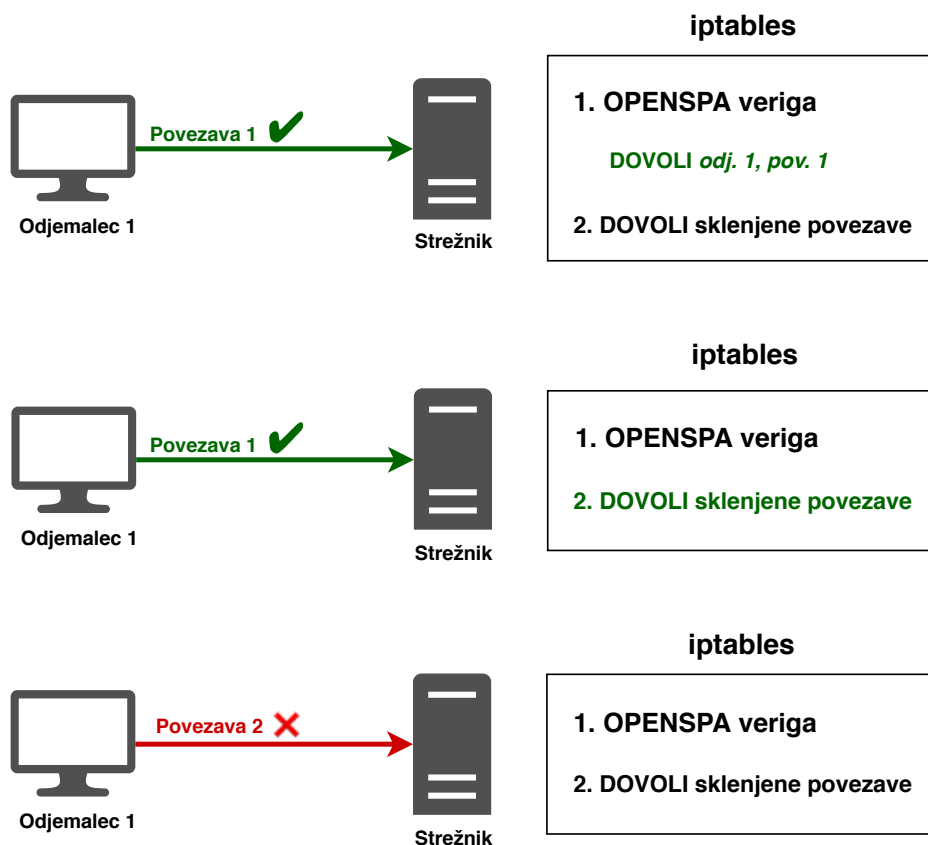 iptables
1. OPENSPA veriga
Povezava 1
DOVOLI odj. 1, pov. 1
Odjemalec 1
2. DOVOLI sklenjene povezave
Strežnik
iptables
1. OPENSPA veriga
Povezava 1
2. DOVOLI sklenjene povezave
Odjemalec 1
Strežnik
iptables
1. OPENSPA veriga
Povezava 2
2. DOVOLI sklenjene povezave
Odjemalec 1
Strežnik